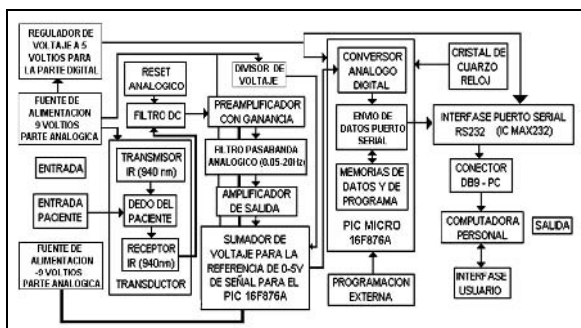 REGULADOR DE
VOLTAJE A 5
VOLTIOS PARA
LA PARTE DIGITAL
FUENTE DE
ALIMENTACION
9 VOLTIOS
PARTE ANALOGICA
ENTRADA
ENTRADA
PACIENTE
FUENTE DE
ALIMENTACION
-9 VOLTIOS
PARTE ANALOGICA
RESET
ANALOGICO
FILTRO DC
TRANSMISOR
IR (940 nm)
DEDO DEL
PACIENTE
RECEPTOR
IR (940nm)
TRANSDUCTOR
DIVISOR DE
VOLTAJE
PREAMPLIFICADOR
CON GANANCIA
FILTRO PASABANDA
ANALOGICO (0.05-20Hz)
AMPLIFICADOR
DE SALIDA
SUMADOR DE
VOLTAJE PARA LA
REFERENCIA DE 0-5V
DE SEÑAL PARA EL
PIC 16F876A
CONVERSOR
ANALOGO
DIGITAL
ENVIO DE
DATOS PUERTO
SERIAL
MEMORIAS DE
DATOS Y DE
PROGRAMA
PIC MICRO
16F876A
PROGRAMACION
EXTERNA
CRISTAL DE
CUARZO
RELOJ
INTERFASE PUERTO SERIAL
RS232 (IC MAX232)
CONECTOR
DB9 - PC
COMPUTADORA
PERSONAL
SALIDA
INTERFASE
USUARIO